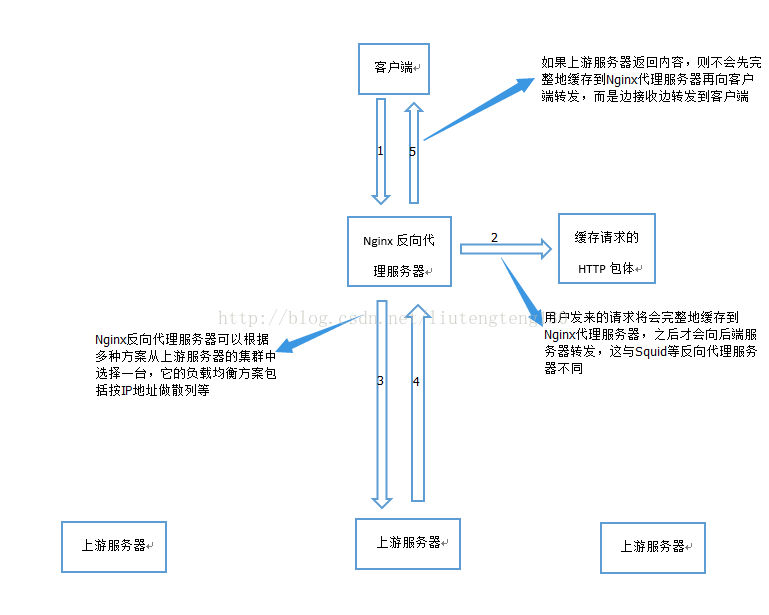 客户端
如果上游服务器返回内容，则不会先完
整地缓存到Nginx代理服务器再向客户
端转发，而是边接收边转发到客户端
1
5
Nginx 反向代
理服务器
2
缓存请求的
HTTP 包体
用户发来的请求将会完整地缓存到
Nginx代理服务器，之后才会向后端服
务器转发，这与Squid等反向代理服务
器不同
Nginx反向代理服务器可以根据
多种方案从上游服务器的集群中
选择一台，它的负载均衡方案包
括按IP地址做散列等
3
4
上游服务器
上游服务器
上游服务器